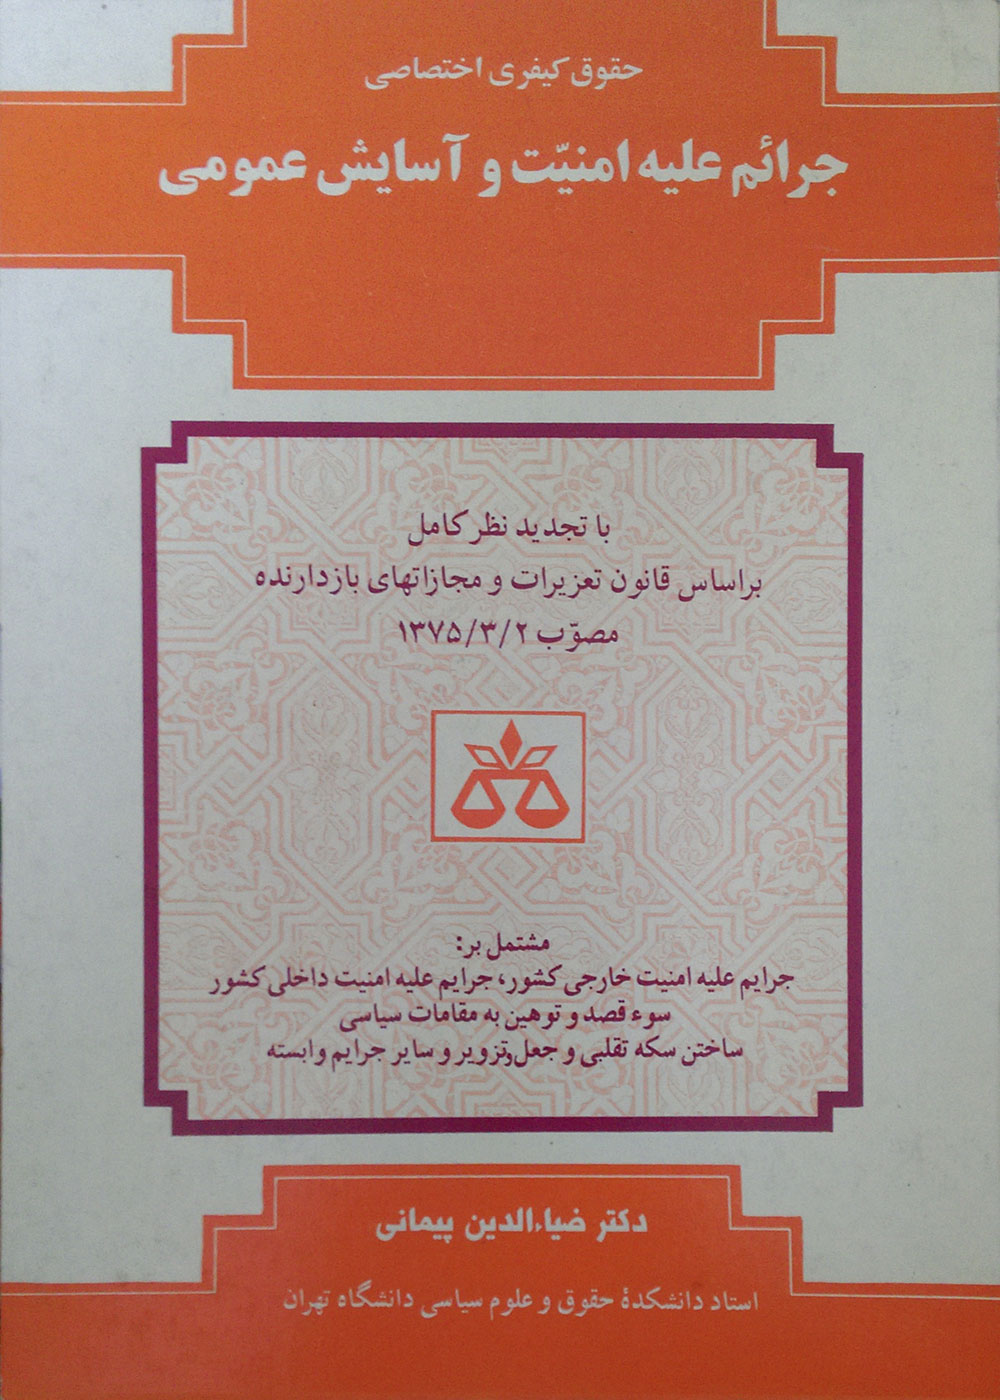 حقوق کیفری اختصاصی
جرائم علیه امنیّت و آسایش عمومی
با تجدید نظر کامل
براساس قانون تعزیرات و مجازاتهای بازدارنده
مصوّب ۱۳۷۵/۳/۲
مشتمل بر:
جرایم علیه امنیت خارجی کشور، جرایم علیه امنیت داخلی کشور
سوء قصد و توهین به مقامات سیاسی
ساختن سکه تقلبی و جعل و تزویر و سایر جرایم وابسته
دکتر ضیاءالدین پیمانی
استاد دانشکدهٔ حقوق و علوم سیاسی دانشگاه تهران